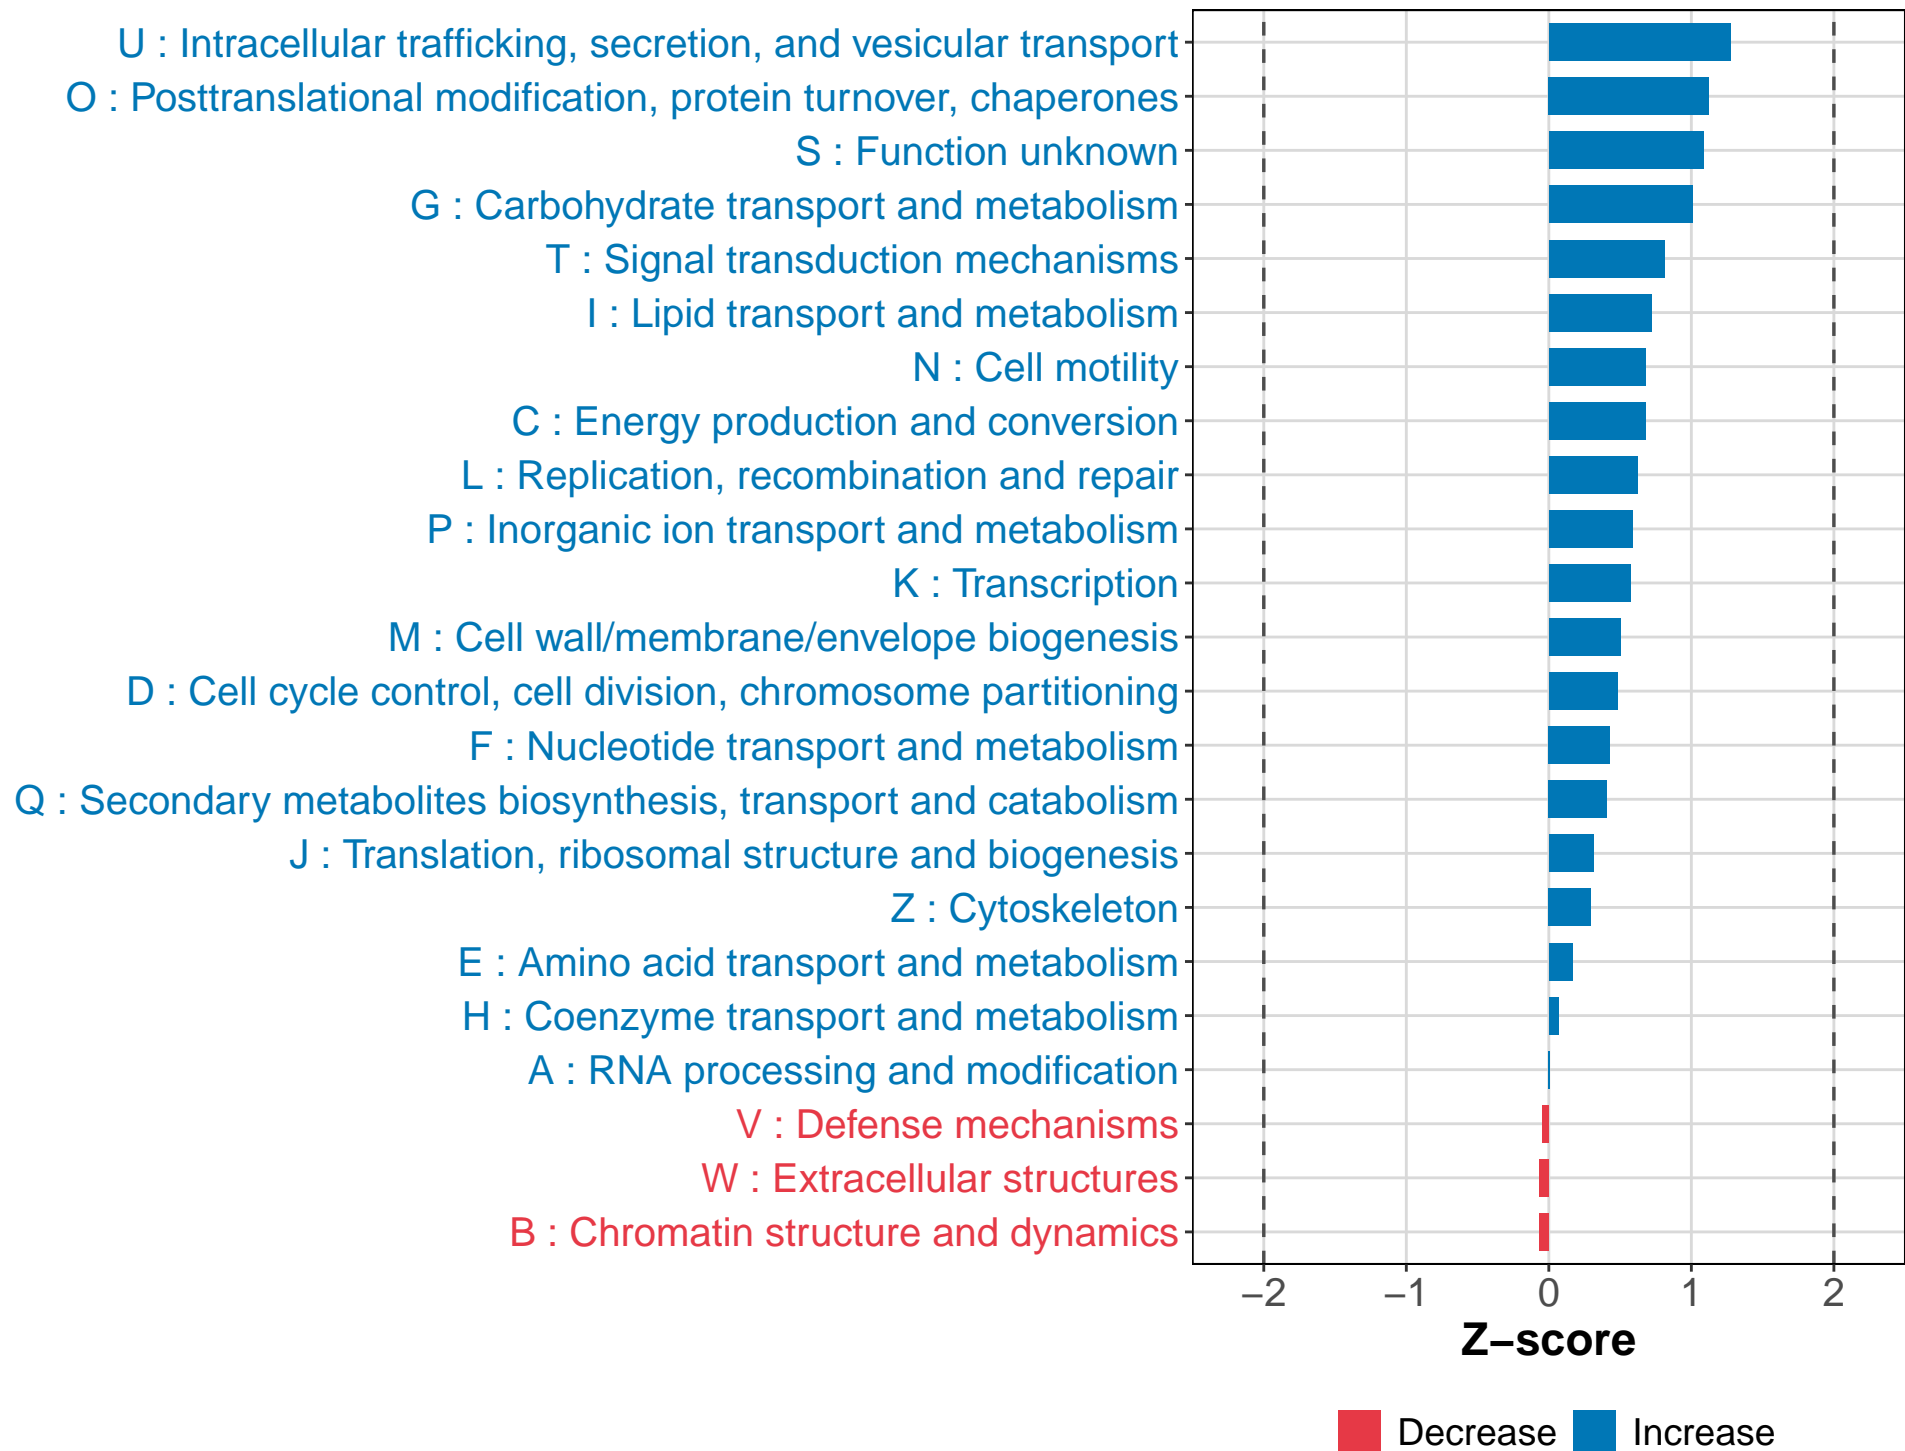 U : Intracellular trafficking, secretion, and vesicular transport
O : Posttranslational modification, protein turnover, chaperones
S : Function unknown
G : Carbohydrate transport and metabolism
T : Signal transduction mechanisms
I : Lipid transport and metabolism
N : Cell motility
C : Energy production and conversion
L : Replication, recombination and repair
P : Inorganic ion transport and metabolism
K : Transcription
M : Cell wall/membrane/envelope biogenesis
D : Cell cycle control, cell division, chromosome partitioning
F : Nucleotide transport and metabolism
Q : Secondary metabolites biosynthesis, transport and catabolism
J : Translation, ribosomal structure and biogenesis
Z : Cytoskeleton
E : Amino acid transport and metabolism
H : Coenzyme transport and metabolism
A : RNA processing and modification
V : Defense mechanisms
W : Extracellular structures
B : Chromatin structure and dynamics
−2 −1 0 1 2
Z−score
Decrease Increase